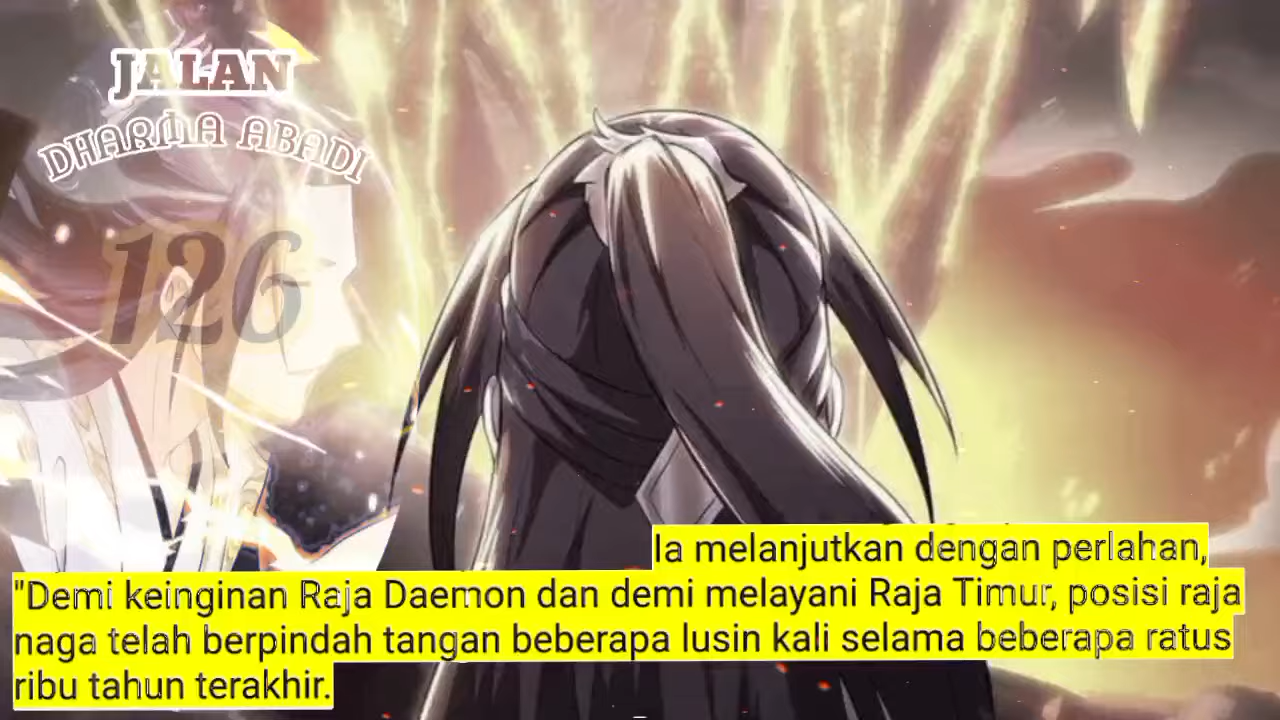 JALAN
DHARMA ABADI
126
Ia melanjutkan dengan perlahan,
"Demi keinginan Raja Daemon dan demi melayani Raja Timur, posisi raja
naga telah berpindah tangan beberapa lusin kali selama beberapa ratus
ribu tahun terakhir.